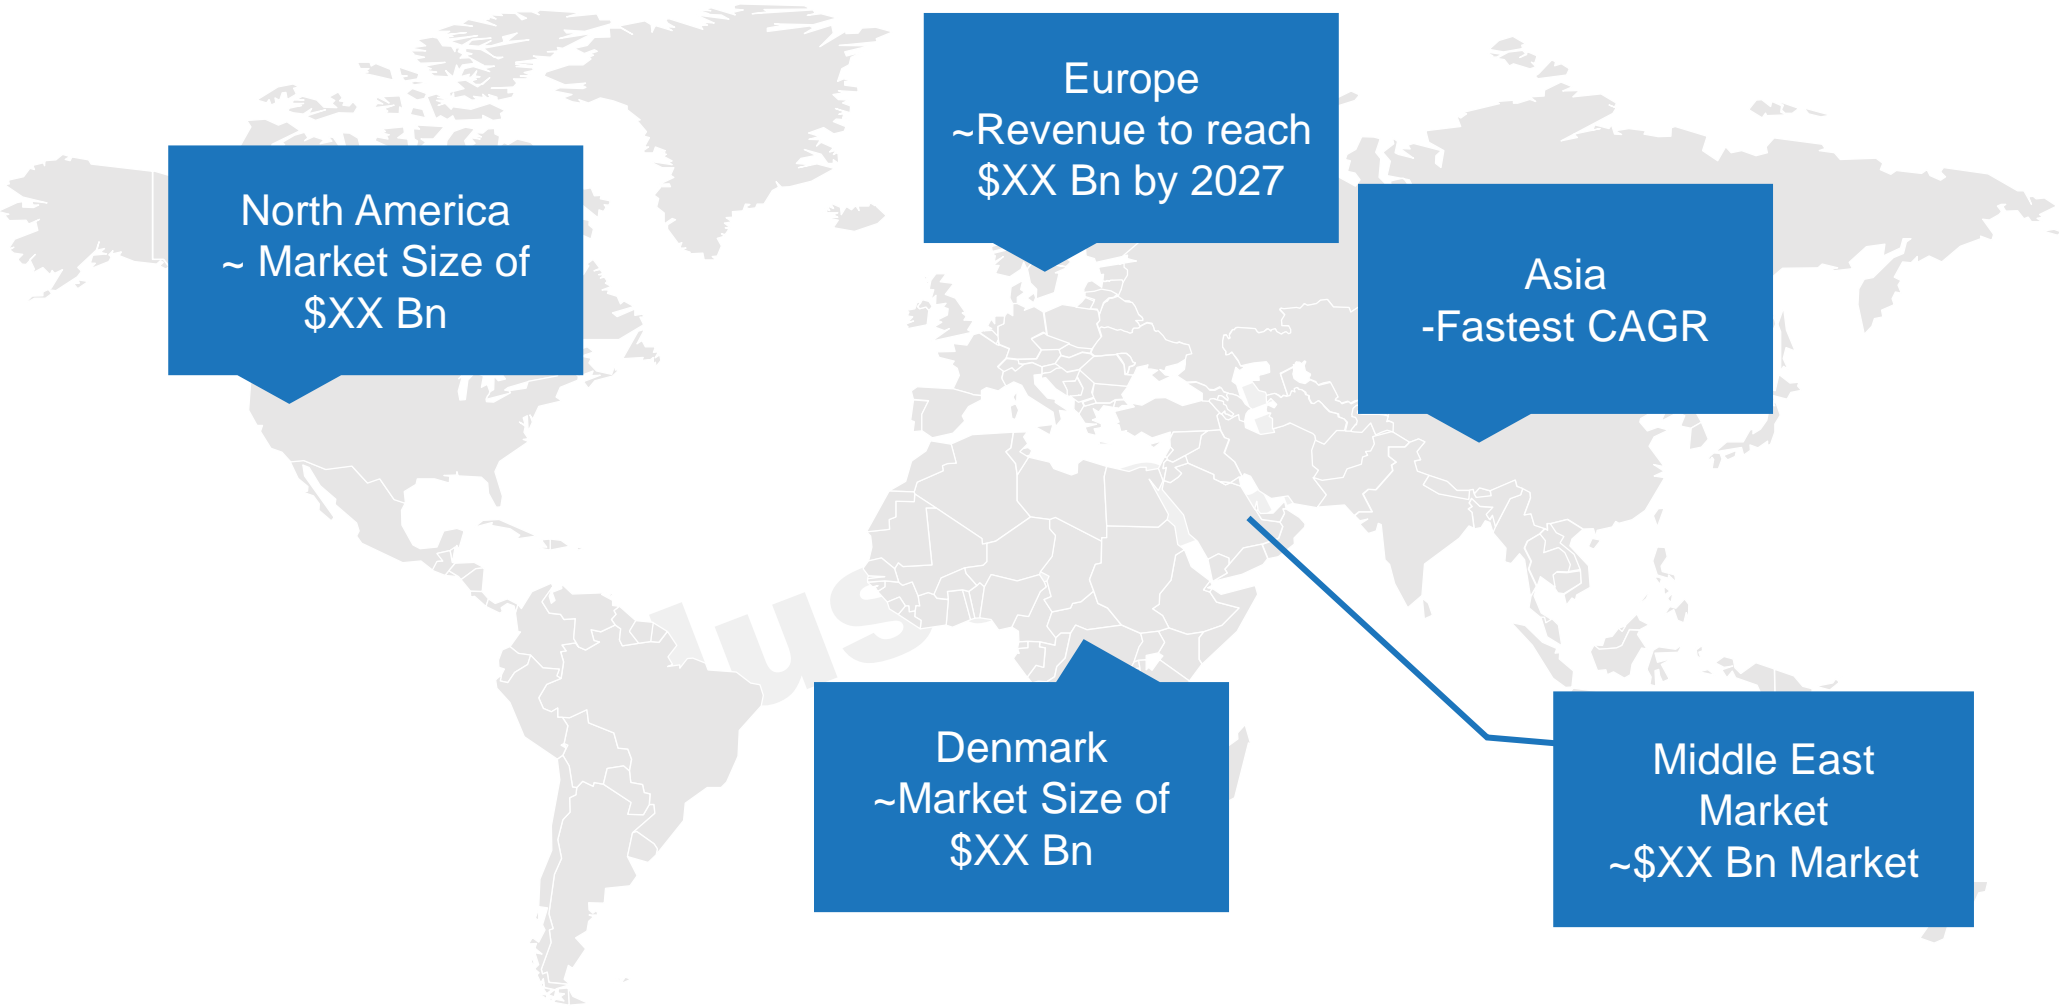 Europe
~Revenue to reach
$XX Bn by 2027
North America
~ Market Size of
$XX Bn
Asia
-Fastest CAGR
us
Denmark
~Market Size of
$XX Bn
Middle East
Market
~$XX Bn Market